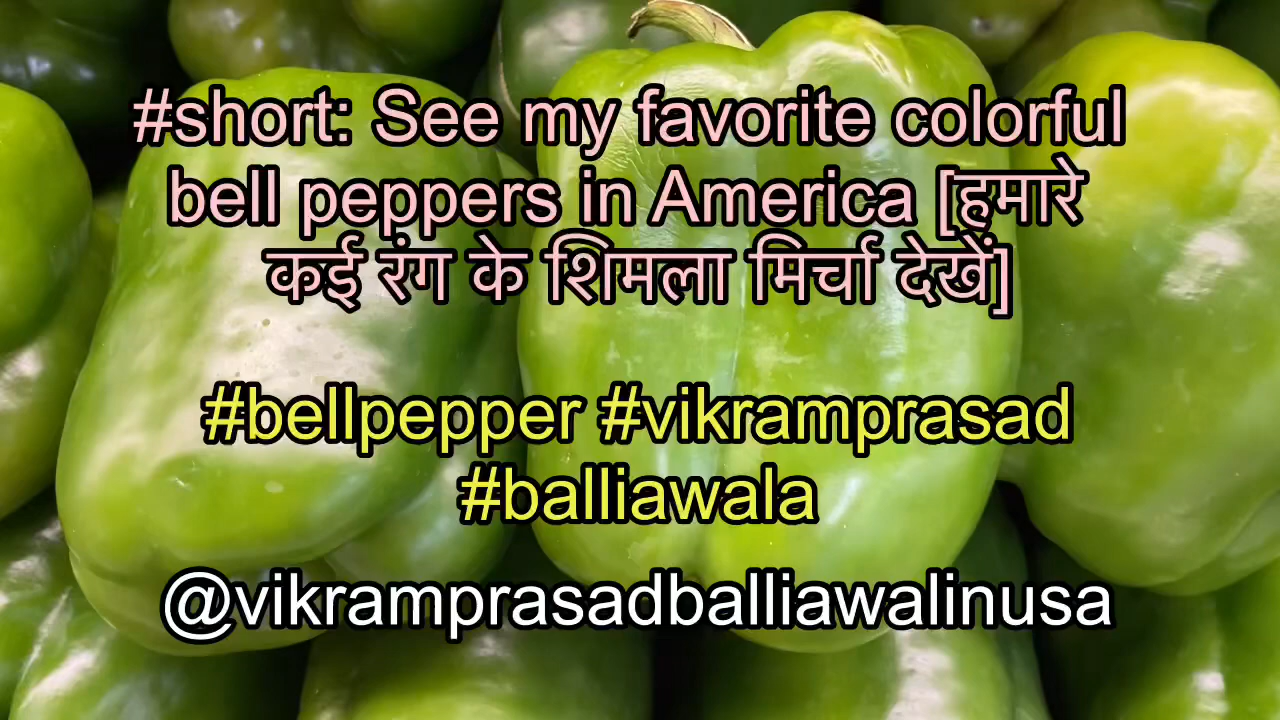 #short: See my favorite colorful
bell peppers in America [हमारे
कई रंग के शिमला मिर्चा देखें]
#bellpepper #vikramprasad
#balliawala
@vikramprasadballiawalinusa